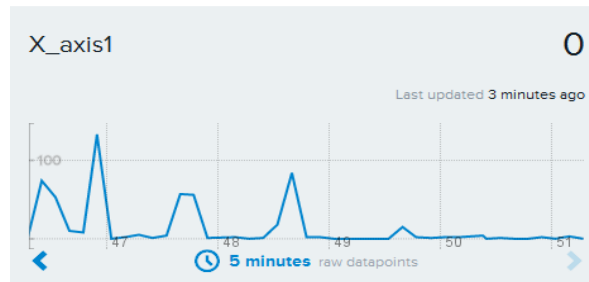 X_axis1 0
Last updated 3 minutes ago
100
47 48 49 50 51
5 minutes raw datapoints